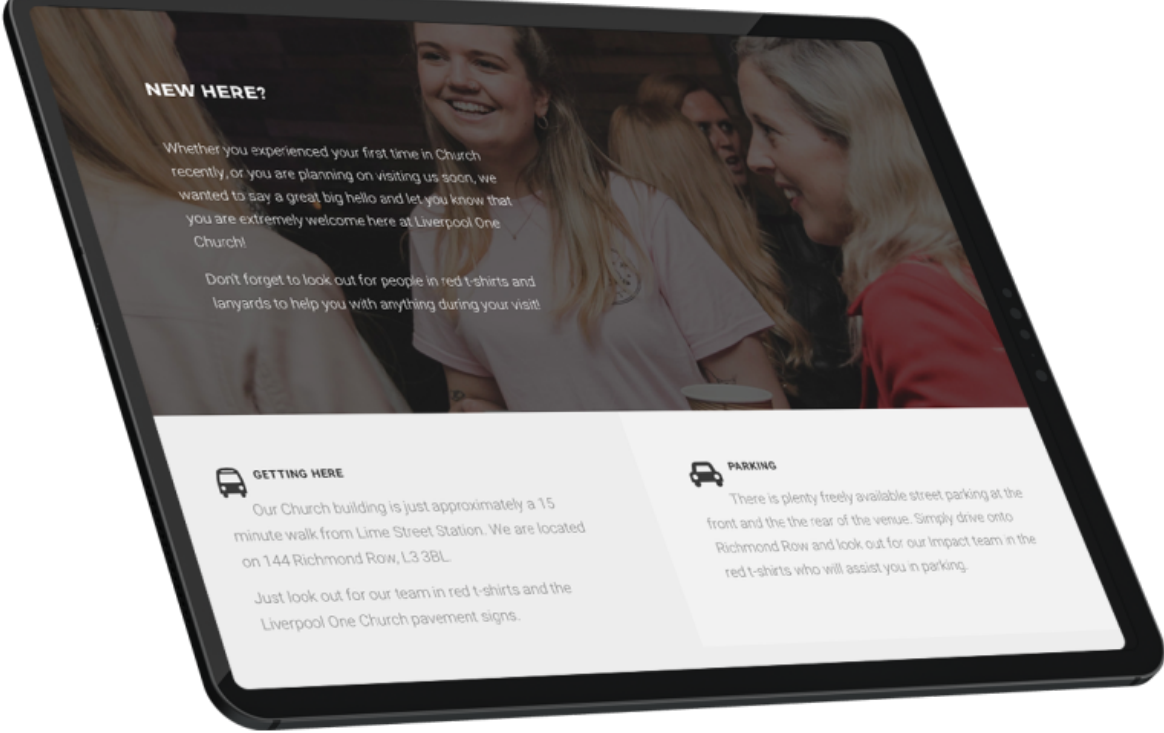 NEW HERE?
Whether you experienced your first time in Church
recently, or you are planning on visiting us soon, we
wanted to say a great big hello and let you know that
you are extremely welcome here at Liverpool One
Church!
Don't forget to look out for people in red t-shirts and
lanyards to help you with anything during your visit!
GETTING HERE
Our Church building is just approximately a 15
minute walk from Lime Street Station. We are located
on 144 Richmond Row, L3 3BL.
Just look out for our team in red t-shirts and the
Liverpool One Church pavement signs.
PARKING
There is plenty freely available street parking at the
front and the the rear of the venue. Simply drive onto
Richmond Row and look out for our Impact team in the
red t-shirts who will assist you in parking.